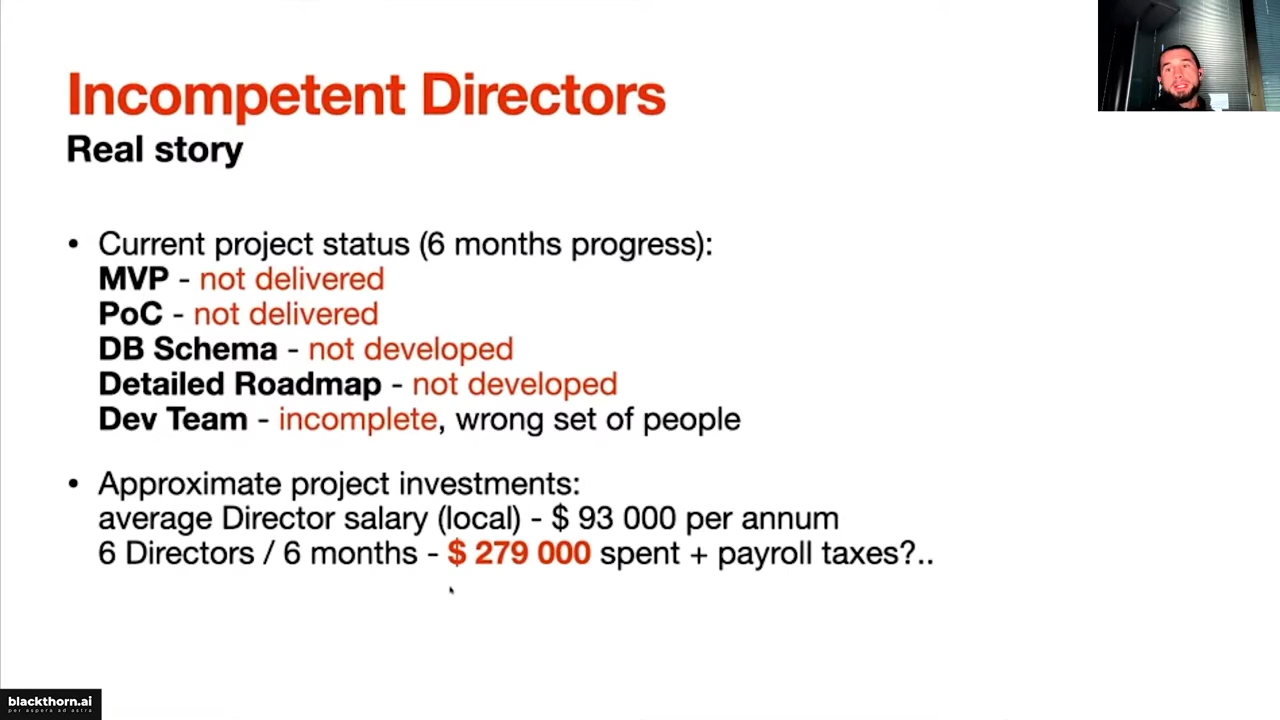 Incompetent Directors
Real story
• Current project status (6 months progress):
MVP - not delivered
PoC - not delivered
DB Schema - not developed
Detailed Roadmap - not developed
Dev Team - incomplete, wrong set of people
• Approximate project investments:
average Director salary (local) - $ 93 000 per annum
6 Directors / 6 months - $ 279 000 spent + payroll taxes?..
blackthorn.ai
per aspera ad astra